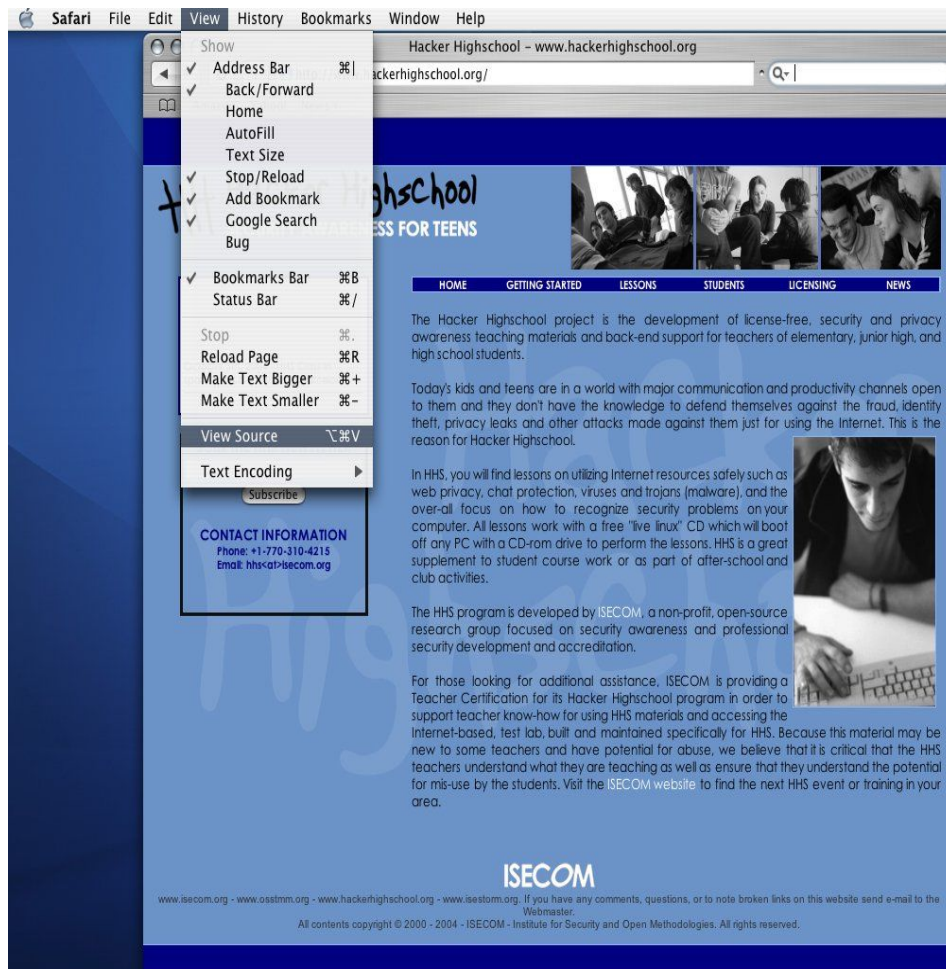 Safari File Edit View History Bookmarks Window Help
Hacker Highschool – www.hackerhighschool.org
ackerhighschool.org/
Q
Show
✓ Address Bar ⌘|
✓ Back/Forward
Home
AutoFill
Text Size
✓ Stop/Reload
✓ Add Bookmark
✓ Google Search
Bug
✓ Bookmarks Bar ⌘B
Status Bar ⌘/
Stop ⌘.
Reload Page ⌘R
Make Text Bigger ⌘+
Make Text Smaller ⌘-
View Source ⌥⌘V
Text Encoding
Subscribe
CONTACT INFORMATION
Phone: +1-770-310-4215
Email: hhs<at>isecom.org
ghschool
SS FOR TEENS
HOME GETTING STARTED LESSONS STUDENTS LICENSING NEWS
The Hacker Highschool project is the development of license-free, security and privacy
awareness teaching materials and back-end support for teachers of elementary, junior high, and
high school students.
Today's kids and teens are in a world with major communication and productivity channels open
to them and they don't have the knowledge to defend themselves against the fraud, identity
theft, privacy leaks and other attacks made against them just for using the Internet. This is the
reason for Hacker Highschool.
In HHS, you will find lessons on utilizing Internet resources safely such as
web privacy, chat protection, viruses and trojans (malware), and the
over-all focus on how to recognize security problems on your
computer. All lessons work with a free "live linux" CD which will boot
off any PC with a CD-rom drive to perform the lessons. HHS is a great
supplement to student course work or as part of after-school and
club activities.
The HHS program is developed by ISECOM, a non-profit, open-source
research group focused on security awareness and professional
security development and accreditation.
For those looking for additional assistance, ISECOM is providing a
Teacher Certification for its Hacker Highschool program in order to
support teacher know-how for using HHS materials and accessing the
Internet-based, test lab, built and maintained specifically for HHS. Because this material may be
new to some teachers and have potential for abuse, we believe that it is critical that the HHS
teachers understand what they are teaching as well as ensure that they understand the potential
for mis-use by the students. Visit the ISECOM website to find the next HHS event or training in your
area.
Hack
Highschool
ISECOM
www.isecom.org - www.osstmm.org - www.hackerhighschool.org - www.isestorm.org. If you have any comments, questions, or to note broken links on this website send e-mail to the
Webmaster.
All contents copyright © 2000 - 2004 - ISECOM - Institute for Security and Open Methodologies. All rights reserved.